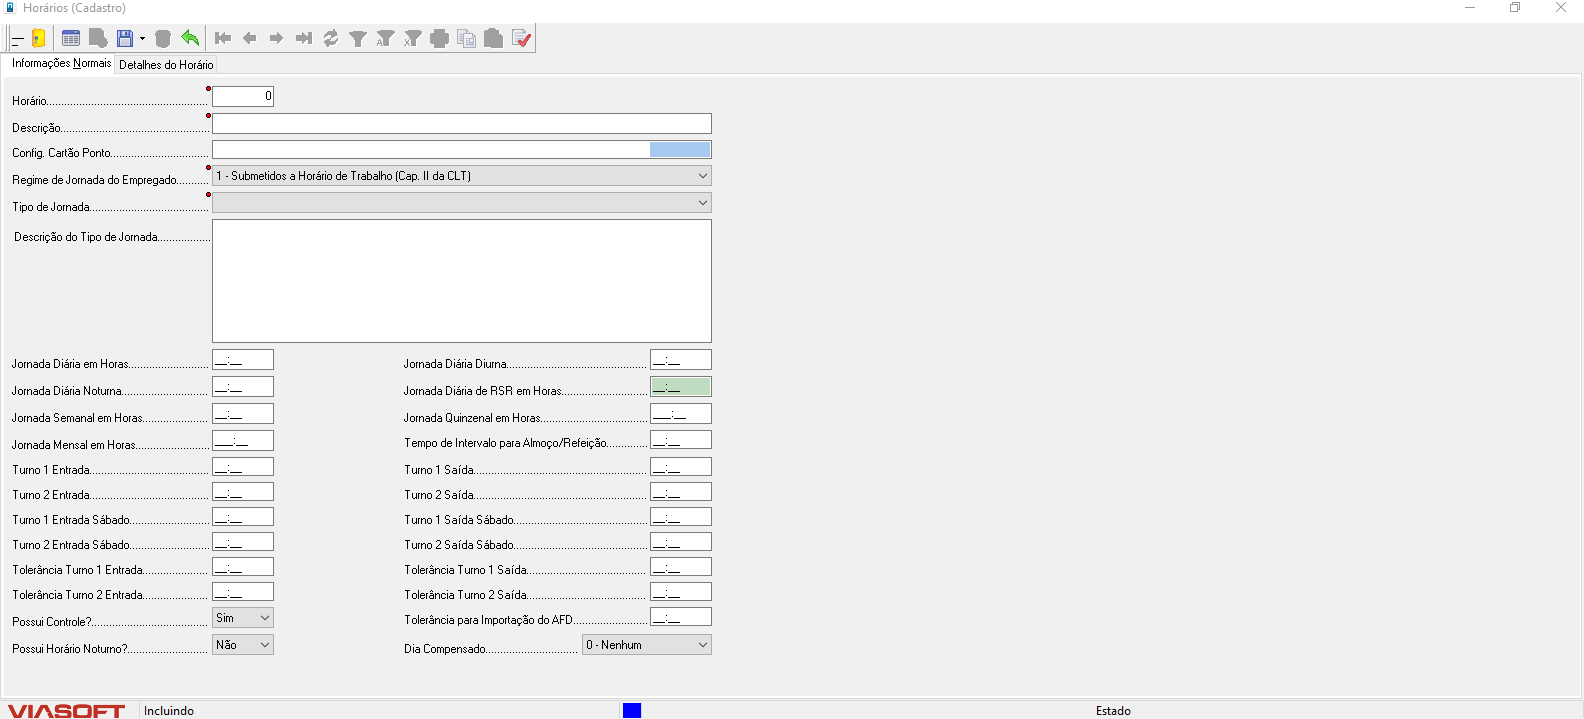 Horários (Cadastro)
Informações Normais Detalhes do Horário
Horário 0
Descrição
Config. Cartão Ponto
Regime de Jornada do Empregado 1 - Submetidos a Horário de Trabalho (Cap. II da CLT)
Tipo de Jornada
Descrição do Tipo de Jornada
Jornada Diária em Horas __:__ Jornada Diária Diurna __:__
Jornada Diária Noturna __:__ Jornada Diária de RSR em Horas __:__
Jornada Semanal em Horas __:__ Jornada Quinzenal em Horas ___:__
Jornada Mensal em Horas ___:__ Tempo de Intervalo para Almoço/Refeição __:__
Turno 1 Entrada __:__ Turno 1 Saída __:__
Turno 2 Entrada __:__ Turno 2 Saída __:__
Turno 1 Entrada Sábado __:__ Turno 1 Saída Sábado __:__
Turno 2 Entrada Sábado __:__ Turno 2 Saída Sábado __:__
Tolerância Turno 1 Entrada __:__ Tolerância Turno 1 Saída __:__
Tolerância Turno 2 Entrada __:__ Tolerância Turno 2 Saída __:__
Possui Controle? Sim Tolerância para Importação do AFD __:__
Possui Horário Noturno? Não Dia Compensado 0 - Nenhum
VIASOFT Incluindo Estado